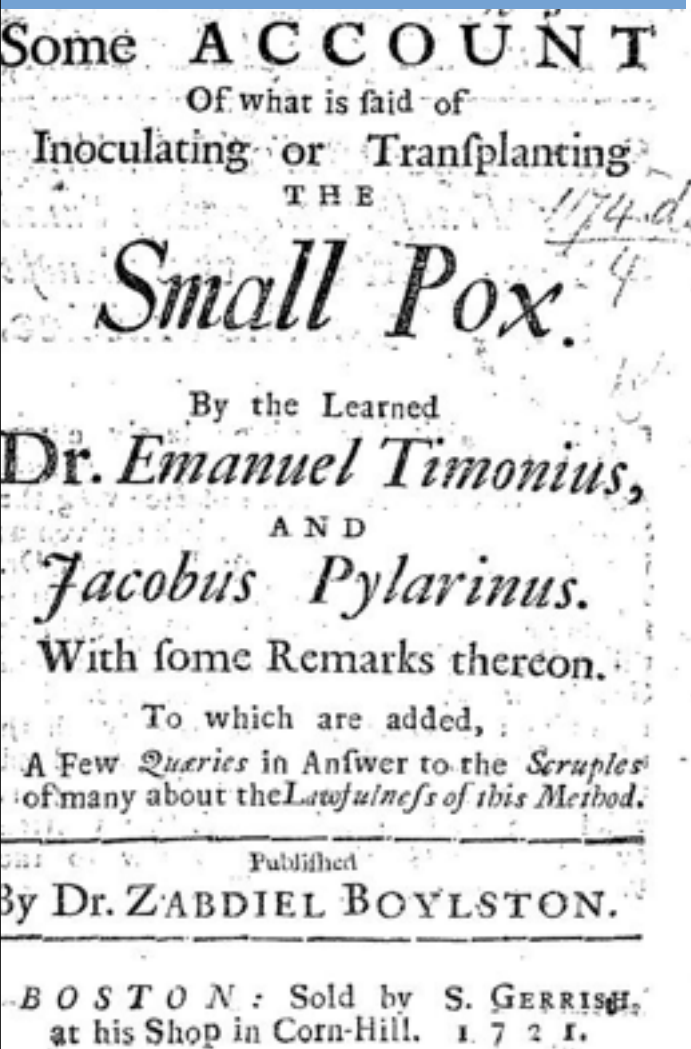 Some ACCOUNT
Of what is ſaid of
Inoculating or Tranſplanting
THE
Small Pox.
By the Learned
Dr. Emanuel Timonius,
AND
Jacobus Pylarinus.
With ſome Remarks thereon.
To which are added,
A Few Quæries in Anſwer to the Scruples
of many about the Lawfulneſs of this Method.
Publiſhed
By Dr. ZABDIEL BOYLSTON.
BOSTON: Sold by S. GERRISH,
at his Shop in Corn-Hill. 1721.